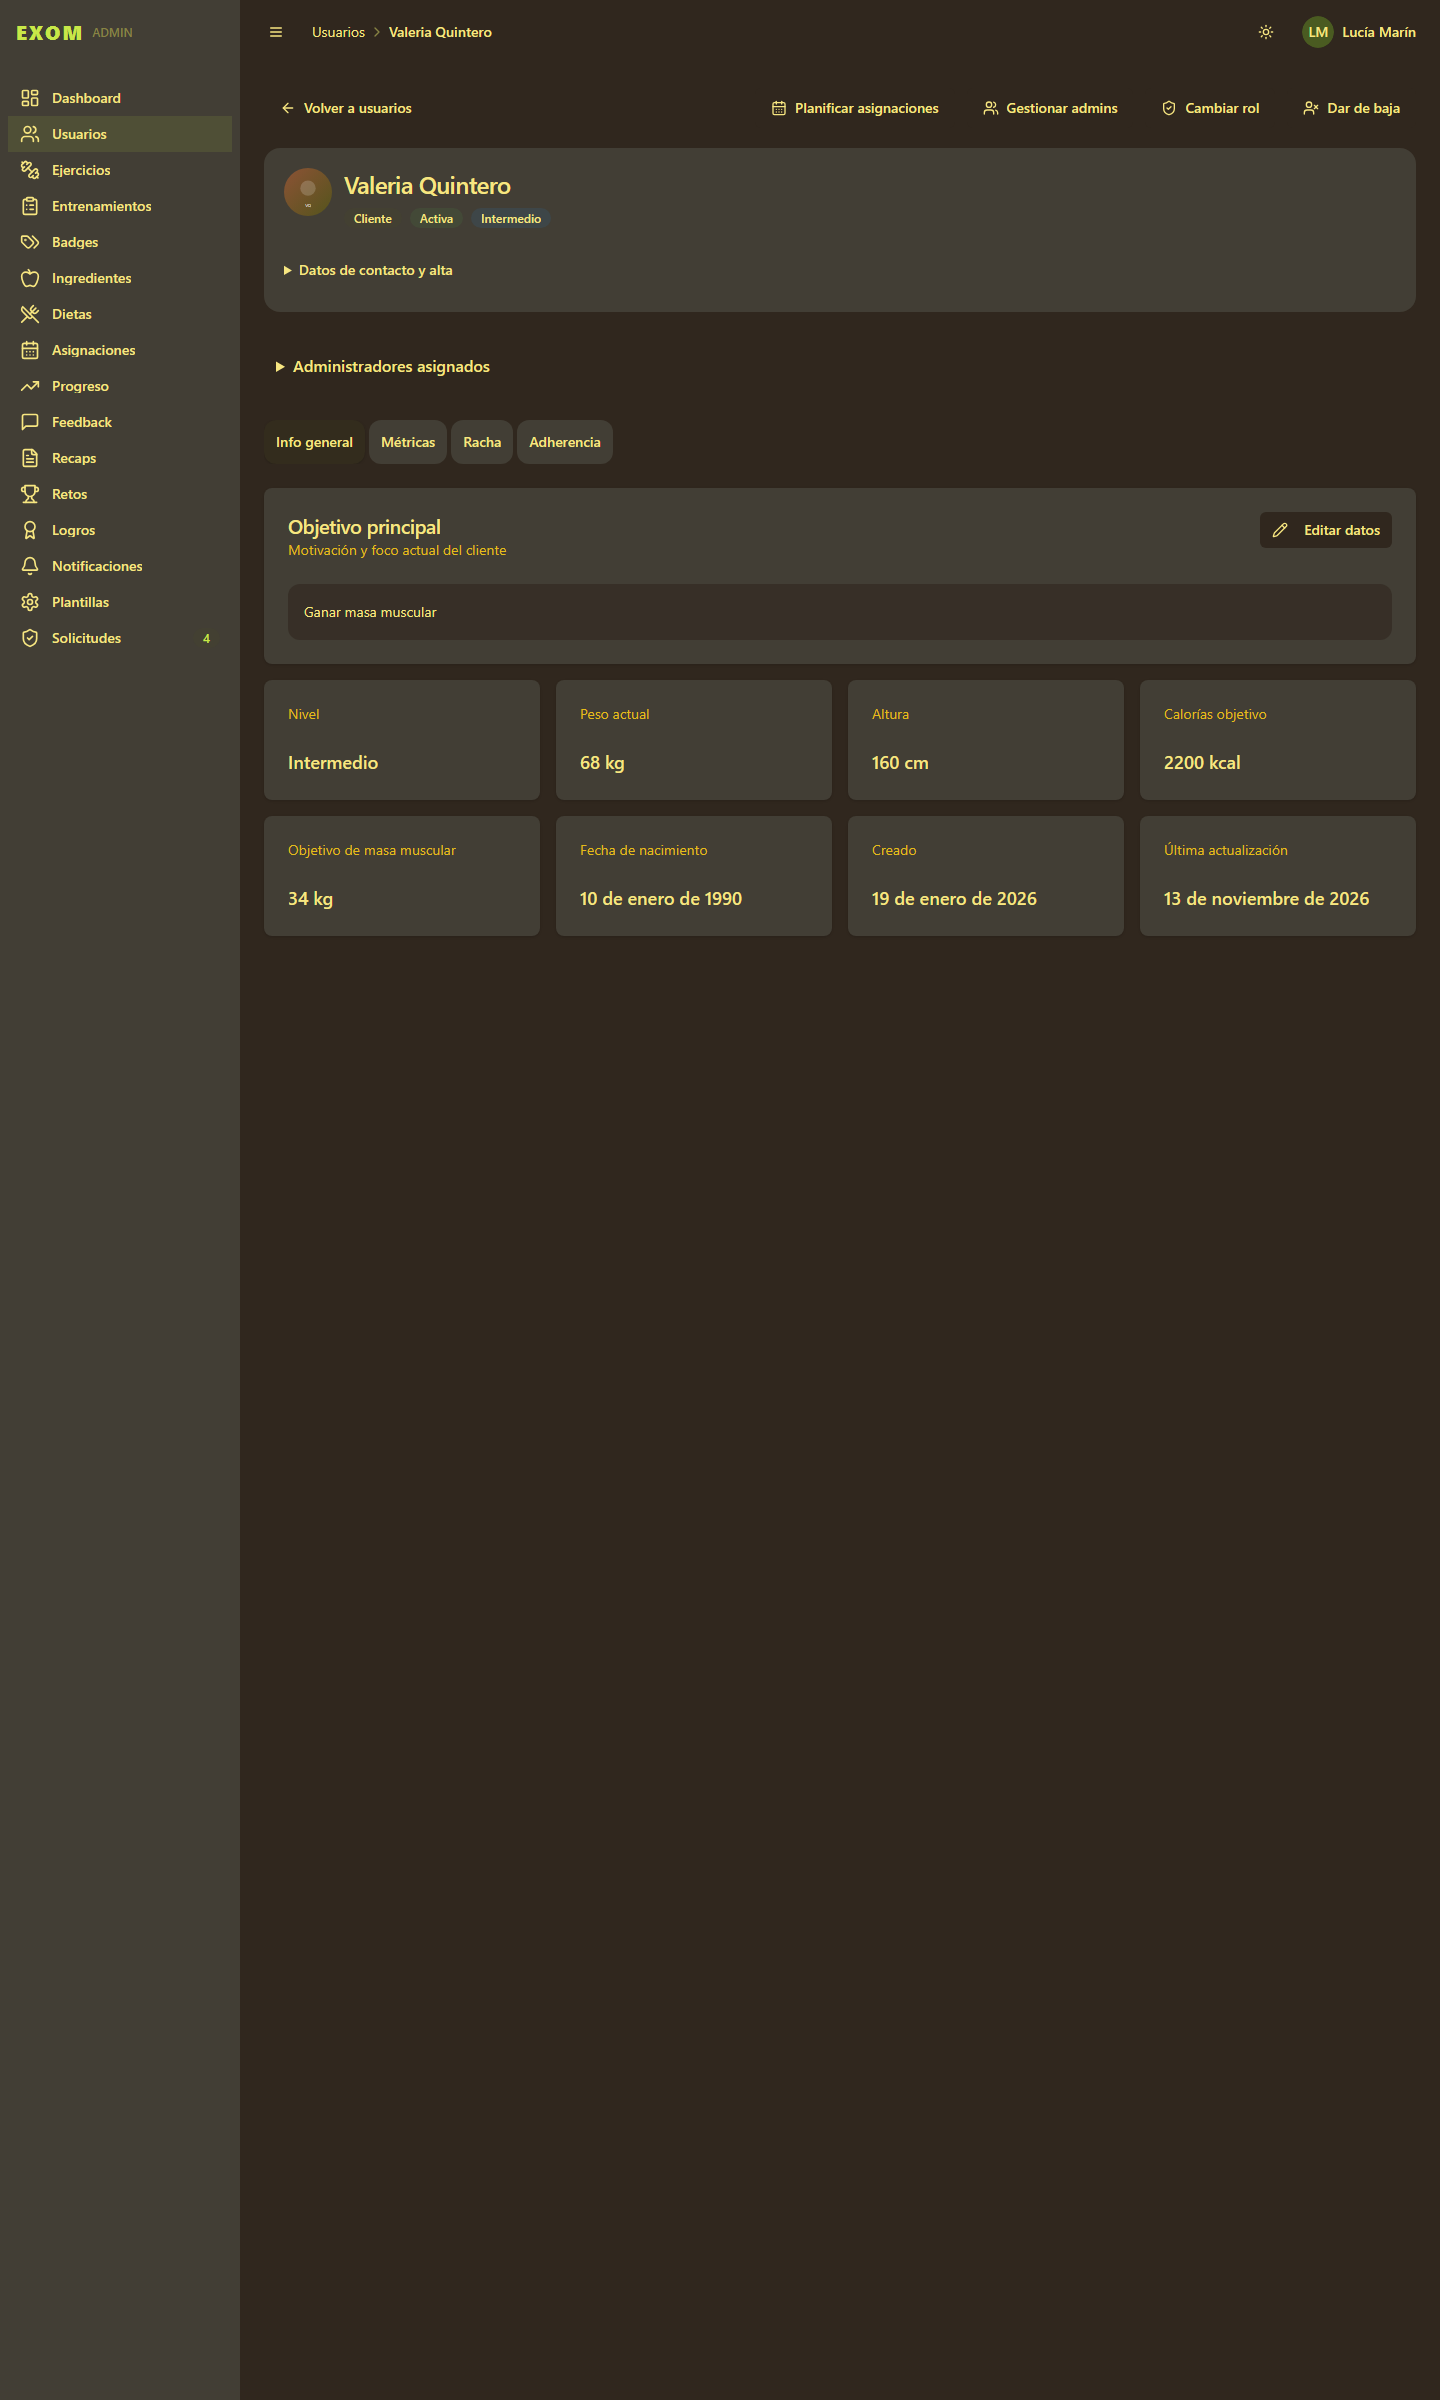 EXOM ADMIN
Usuarios > Valeria Quintero
LM Lucía Marín
Dashboard
Usuarios
Ejercicios
Entrenamientos
Badges
Ingredientes
Dietas
Asignaciones
Progreso
Feedback
Recaps
Retos
Logros
Notificaciones
Plantillas
Solicitudes 4
Volver a usuarios
Planificar asignaciones
Gestionar admins
Cambiar rol
Dar de baja
Valeria Quintero
Cliente Activa Intermedio
Datos de contacto y alta
Administradores asignados
Info general Métricas Racha Adherencia
Objetivo principal
Motivación y foco actual del cliente
Editar datos
Ganar masa muscular
Nivel
Intermedio
Peso actual
68 kg
Altura
160 cm
Calorías objetivo
2200 kcal
Objetivo de masa muscular
34 kg
Fecha de nacimiento
10 de enero de 1990
Creado
19 de enero de 2026
Última actualización
13 de noviembre de 2026